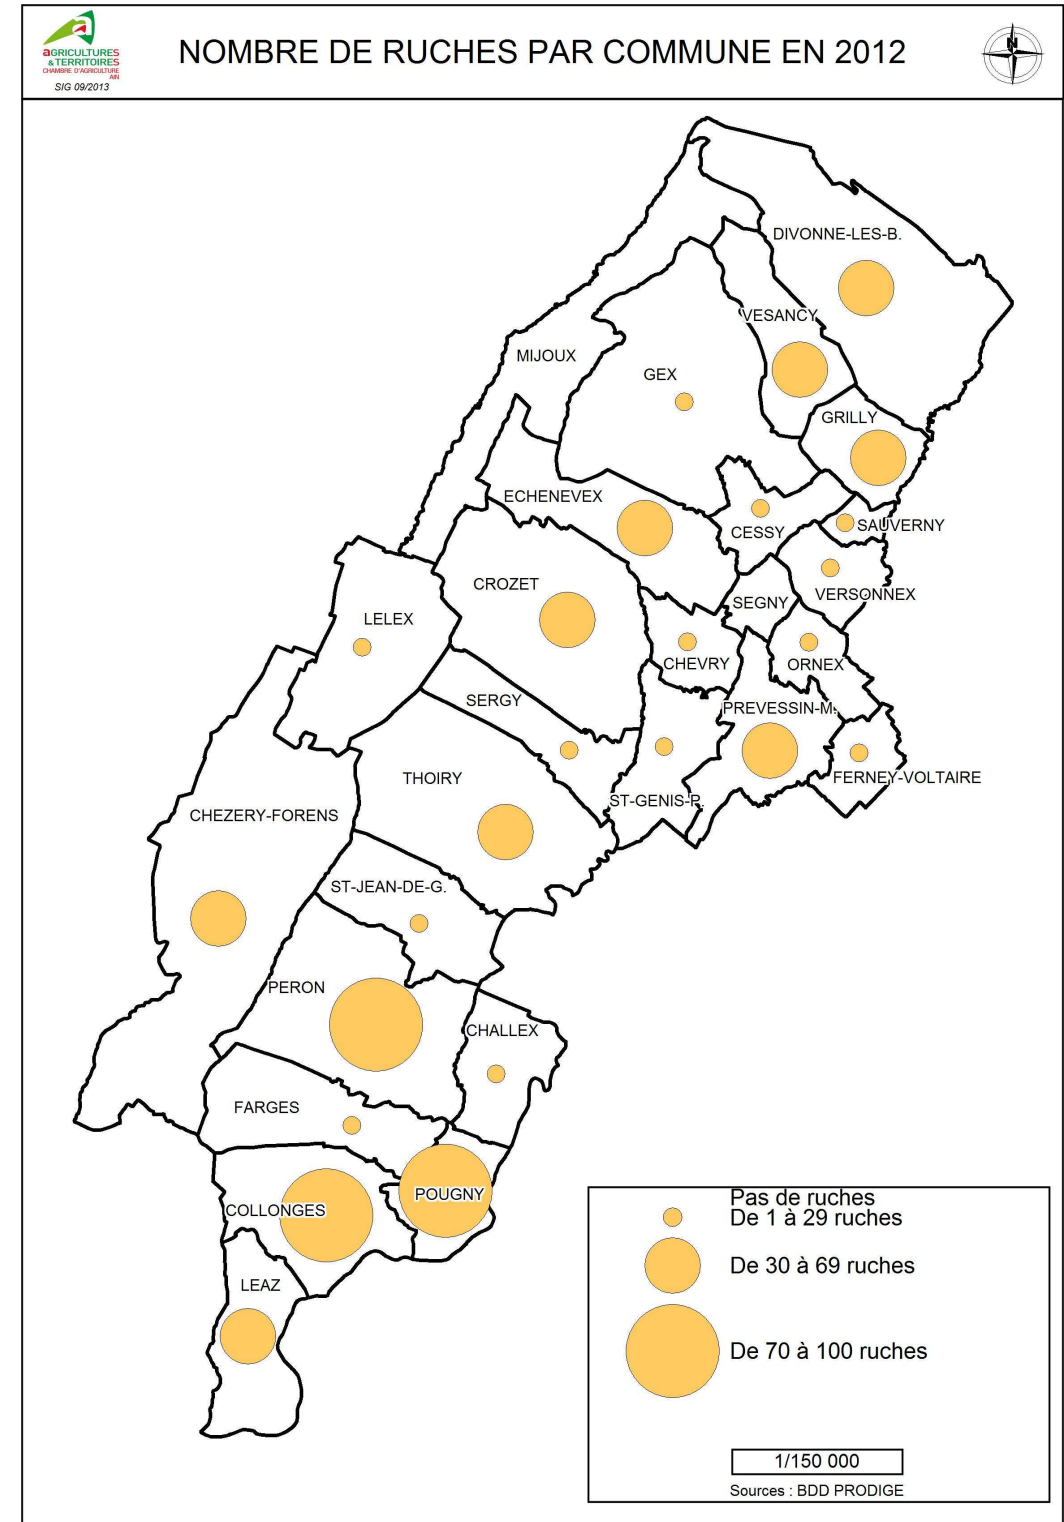 aGRICULTURES
& TERRITOIRES
CHAMBRE D'AGRICULTURE
AIN
SIG 09/2013
NOMBRE DE RUCHES PAR COMMUNE EN 2012
N
DIVONNE-LES-B.
VESANCY
MIJOUX
GEX
GRILLY
ECHENEVEX
CESSY
SAUVERNY
CROZET
VERSONNEX
SEGNY
LELEX
CHEVRY
ORNEX
SERGY
PREVESSIN-M.
THOIRY
FERNEY-VOLTAIRE
ST-GENIS-P.
CHEZERY-FORENS
ST-JEAN-DE-G.
PERON
CHALLEX
FARGES
POUGNY
COLLONGES
LEAZ
Pas de ruches
De 1 à 29 ruches
De 30 à 69 ruches
De 70 à 100 ruches
1/150 000
Sources : BDD PRODIGE